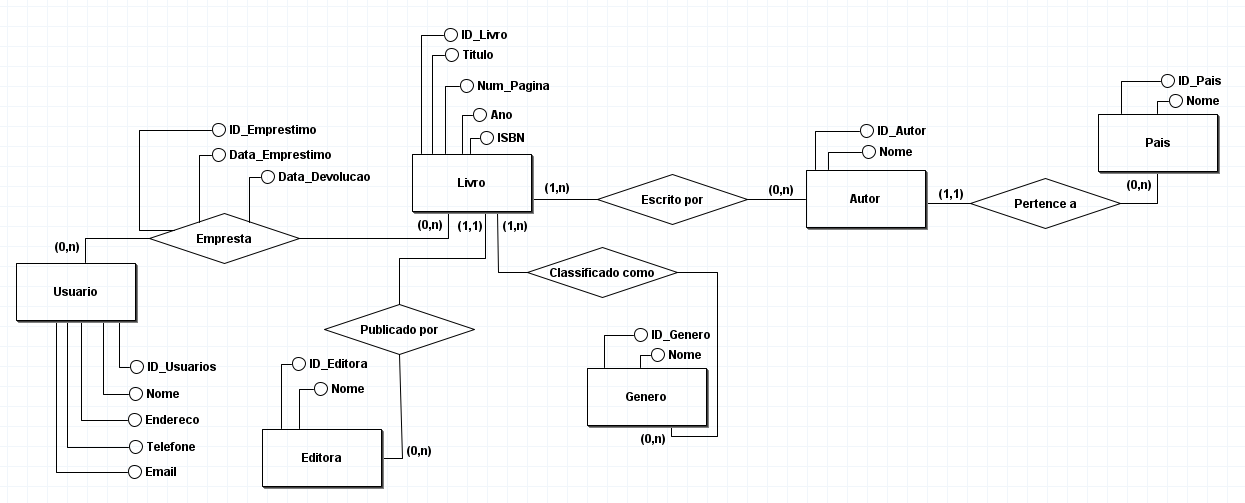 ID_Livro
Titulo
Num_Pagina
Ano
ISBN
Livro
ID_Emprestimo
Data_Emprestimo
Data_Devolucao
Empresta
(0,n)
(0,n)
(1,1)
(1,n)
(1,n)
Escrito por
(0,n)
ID_Autor
Nome
Autor
(1,1)
Pertence a
(0,n)
ID_Pais
Nome
Pais
Usuario
ID_Usuarios
Nome
Endereco
Telefone
Email
Publicado por
ID_Editora
Nome
Editora
(0,n)
Classificado como
ID_Genero
Nome
Genero
(0,n)